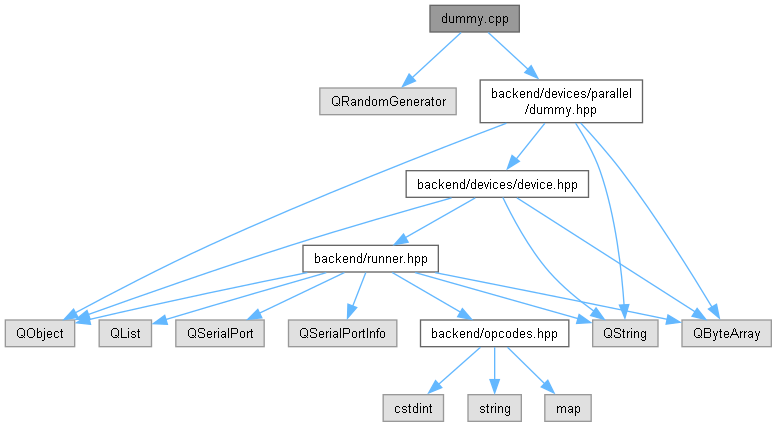 dummy.cpp
QRandomGenerator
backend/devices/parallel
/dummy.hpp
backend/devices/device.hpp
backend/runner.hpp
QObject
QList
QSerialPort
QSerialPortInfo
backend/opcodes.hpp
QString
QByteArray
cstdint
string
map